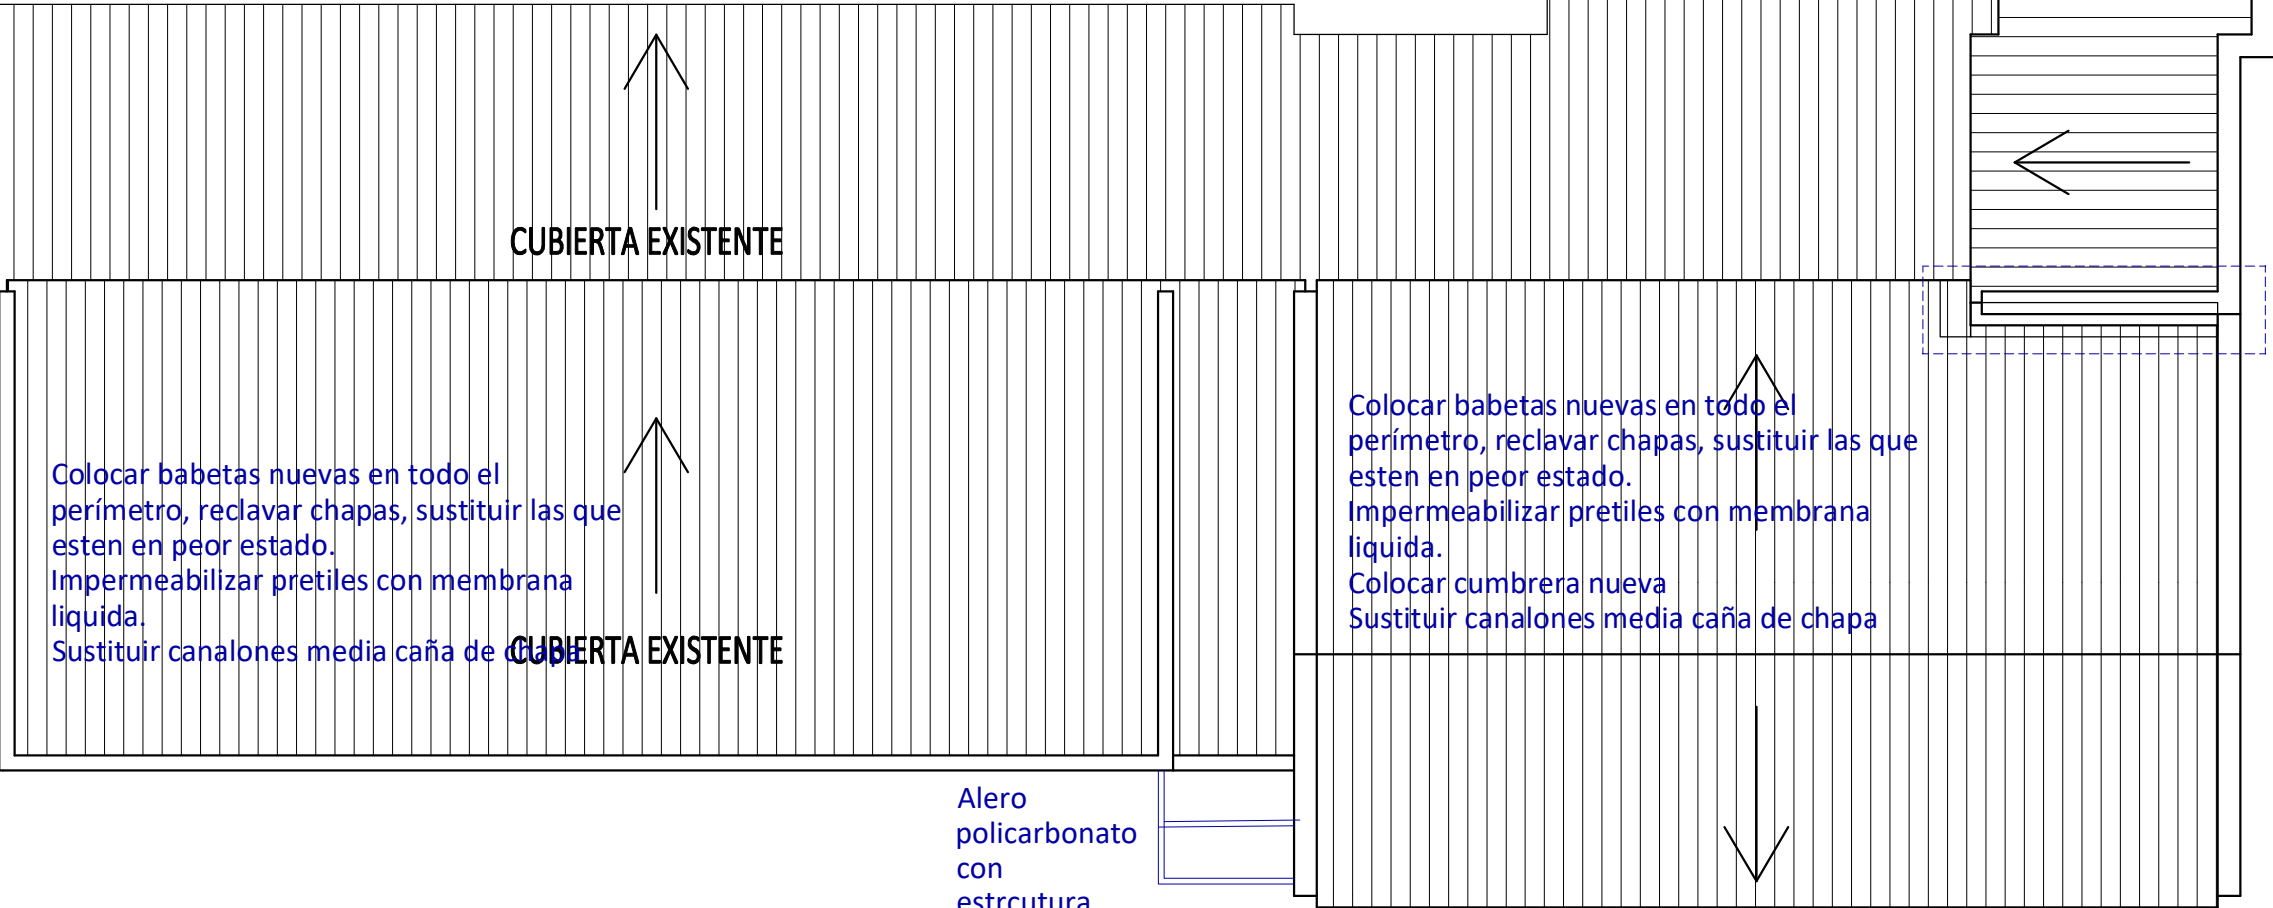 CUBIERTA EXISTENTE
Colocar babetas nuevas en todo el
perímetro, reclavar chapas, sustituir las que
esten en peor estado.
Impermeabilizar pretiles con membrana
liquida.
Sustituir canalones media caña de chapa
CUBIERTA EXISTENTE
Colocar babetas nuevas en todo el
perímetro, reclavar chapas, sustituir las que
esten en peor estado.
Impermeabilizar pretiles con membrana
liquida.
Colocar cumbrera nueva
Sustituir canalones media caña de chapa
Alero
policarbonato
con
estrcutura